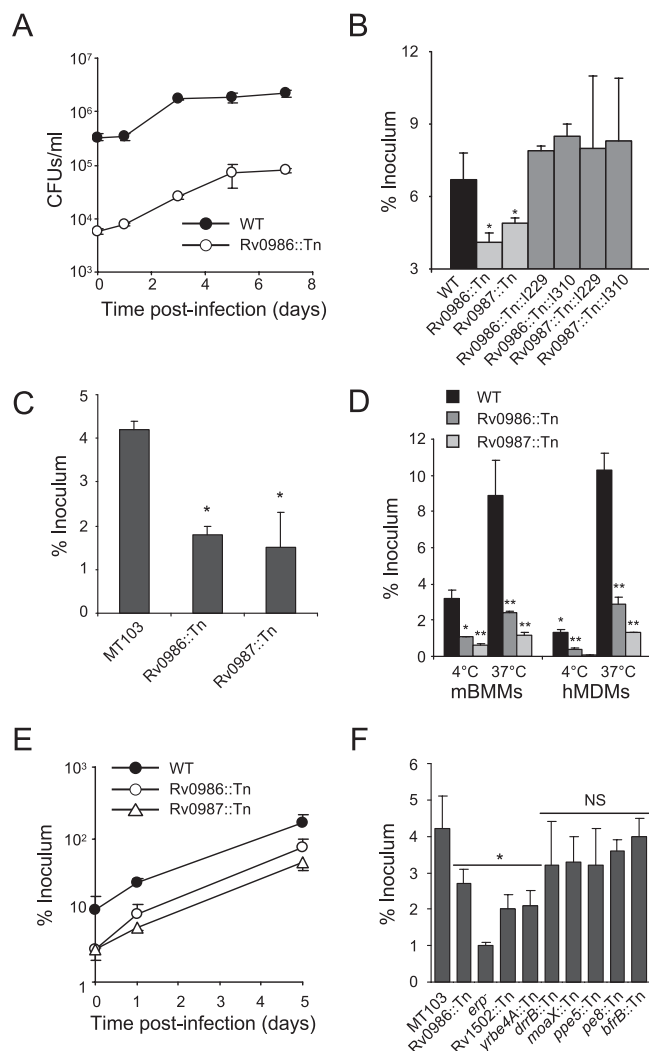 A
10⁷
10⁶
10⁵
10⁴
10³
CFUs/ml
WT
Rv0986::Tn
0 2 4 6 8
Time post-infection (days)
B
12
9
6
3
% Inoculum
* *
WT
Rv0986::Tn
Rv0987::Tn
Rv0986::Tn::I229
Rv0986::Tn::I310
Rv0987::Tn::I229
Rv0987::Tn::I310
C
5
4
3
2
1
0
% Inoculum
* *
MT103
Rv0986::Tn
Rv0987::Tn
D
WT
Rv0986::Tn
Rv0987::Tn
12
10
8
6
4
2
0
% Inoculum
* ** ** ** * ** ** **
4°C 37°C 4°C 37°C
mBMMs hMDMs
E
WT
Rv0986::Tn
Rv0987::Tn
10³
10²
10
1
% Inoculum
0 1 2 3 4 5
Time post-infection (days)
F
6
5
4
3
2
1
0
% Inoculum
NS
*
MT103
Rv0986::Tn
erp⁻
Rv1502::Tn
yrbe4A::Tn
drrB::Tn
moaX::Tn
ppe5::Tn
pe8::Tn
bfrB::Tn